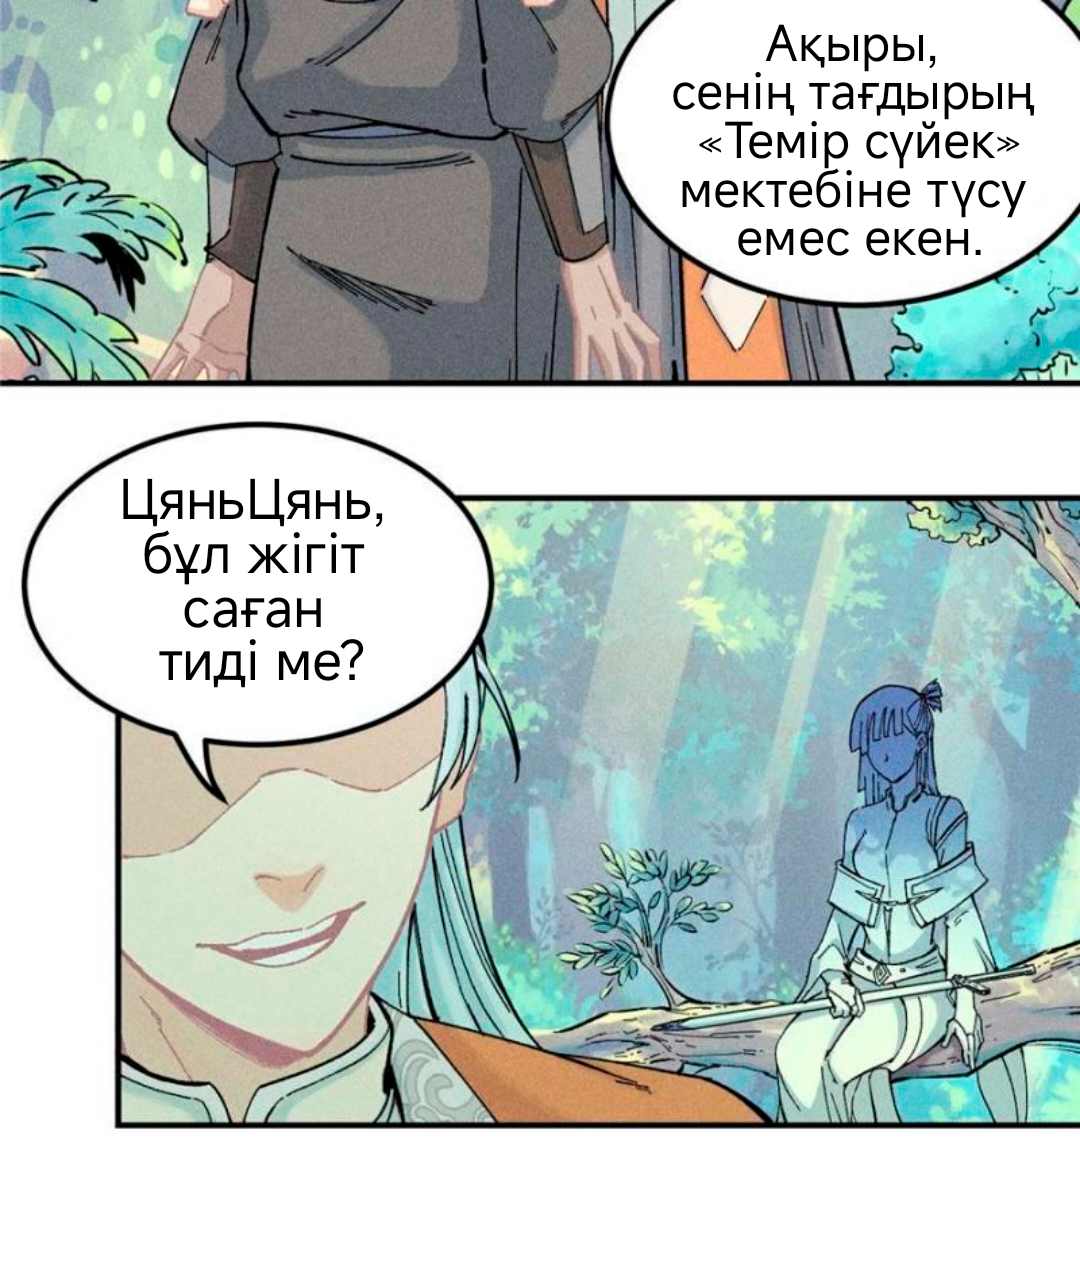 Ақыры,
сенің тағдырың
«Темір сүйек»
мектебіне түсу
емес екен.
ЦяньЦянь,
бұл жігіт
саған
тиді ме?